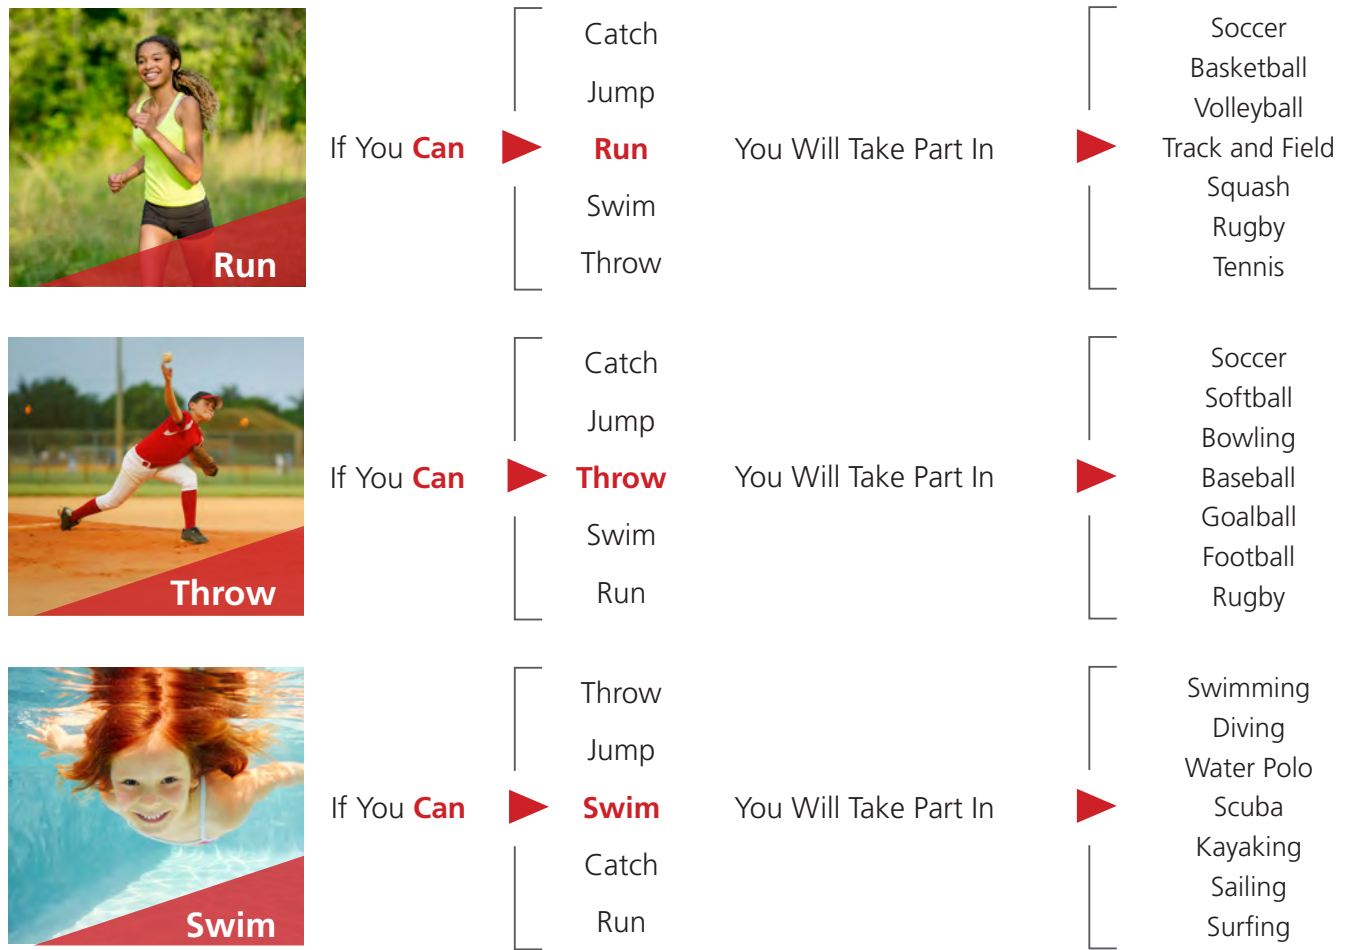 Run
If You Can
Catch
Jump
Run
Swim
Throw
You Will Take Part In
Soccer
Basketball
Volleyball
Track and Field
Squash
Rugby
Tennis
Throw
If You Can
Catch
Jump
Throw
Swim
Run
You Will Take Part In
Soccer
Softball
Bowling
Baseball
Goalball
Football
Rugby
Swim
If You Can
Throw
Jump
Swim
Catch
Run
You Will Take Part In
Swimming
Diving
Water Polo
Scuba
Kayaking
Sailing
Surfing